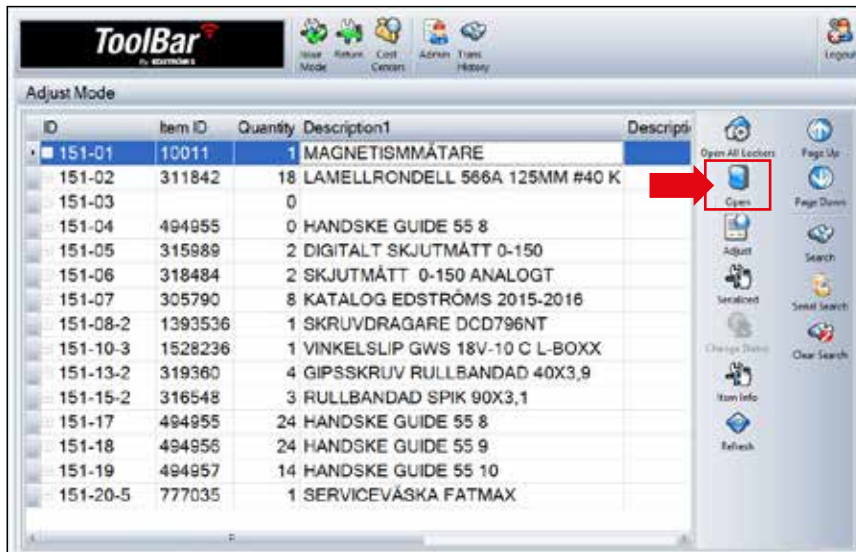 ToolBar
By EDSTRÖMS
Issue Mode
Return
Cost Centers
Admin
Trans History
Logout
Adjust Mode
ID Item ID Quantity Description1 Descripti
151-01 10011 1 MAGNETISMMÄTARE
151-02 311842 18 LAMELLRONDELL 566A 125MM #40 K
151-03 0
151-04 494955 0 HANDSKE GUIDE 55 8
151-05 315989 2 DIGITALT SKJUTMÅTT 0-150
151-06 318484 2 SKJUTMÅTT 0-150 ANALOGT
151-07 305790 8 KATALOG EDSTRÖMS 2015-2016
151-08-2 1393536 1 SKRUVDRAGARE DCD796NT
151-10-3 1528236 1 VINKELSLIP GWS 18V-10 C L-BOXX
151-13-2 319360 4 GIPSSKRUV RULLBANDAD 40X3,9
151-15-2 316548 3 RULLBANDAD SPIK 90X3,1
151-17 494955 24 HANDSKE GUIDE 55 8
151-18 494956 24 HANDSKE GUIDE 55 9
151-19 494957 14 HANDSKE GUIDE 55 10
151-20-5 777035 1 SERVICEVÄSKA FATMAX
Open All Lockers
Open
Adjust
Serialized
Change Status
Item Info
Refresh
Page Up
Page Down
Search
Serial Search
Clear Search